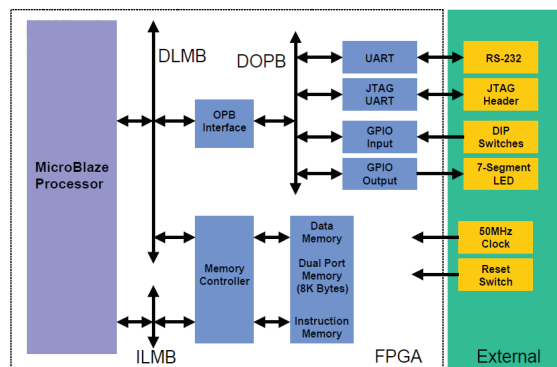 DLMB
DOPB
UART
RS-232
JTAG
UART
JTAG
Header
OPB
Interface
GPIO
Input
DIP
Switches
MicroBlaze
Processor
GPIO
Output
7-Segment
LED
Data
Memory
50MHz
Clock
Memory
Controller
Dual Port
Memory
(8K Bytes)
Reset
Switch
Instruction
Memory
ILMB
FPGA
External